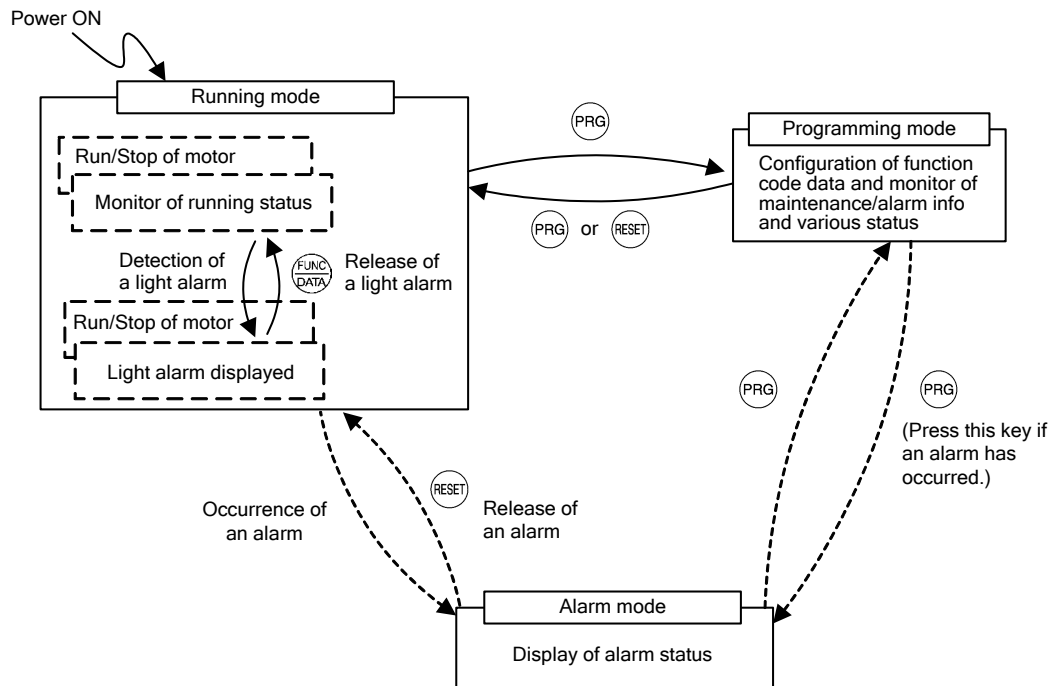 Power ON
Running mode
Run/Stop of motor
Monitor of running status
Detection of
a light alarm
FUNC
DATA
Release of
a light alarm
Run/Stop of motor
Light alarm displayed
PRG
PRG or RESET
Programming mode
Configuration of function
code data and monitor of
maintenance/alarm info
and various status
PRG
PRG
(Press this key if
an alarm has
occurred.)
Occurrence of
an alarm
RESET
Release of
an alarm
Alarm mode
Display of alarm status